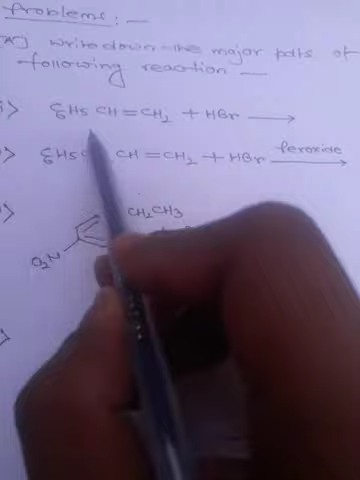 Problems: -
A] write down the major pdts of
following reaction -
i> C6H5 CH = CH2 + HBr →
> C6H5 CH = CH2 + HBr peroxide →
> CH2CH3
O2N
>